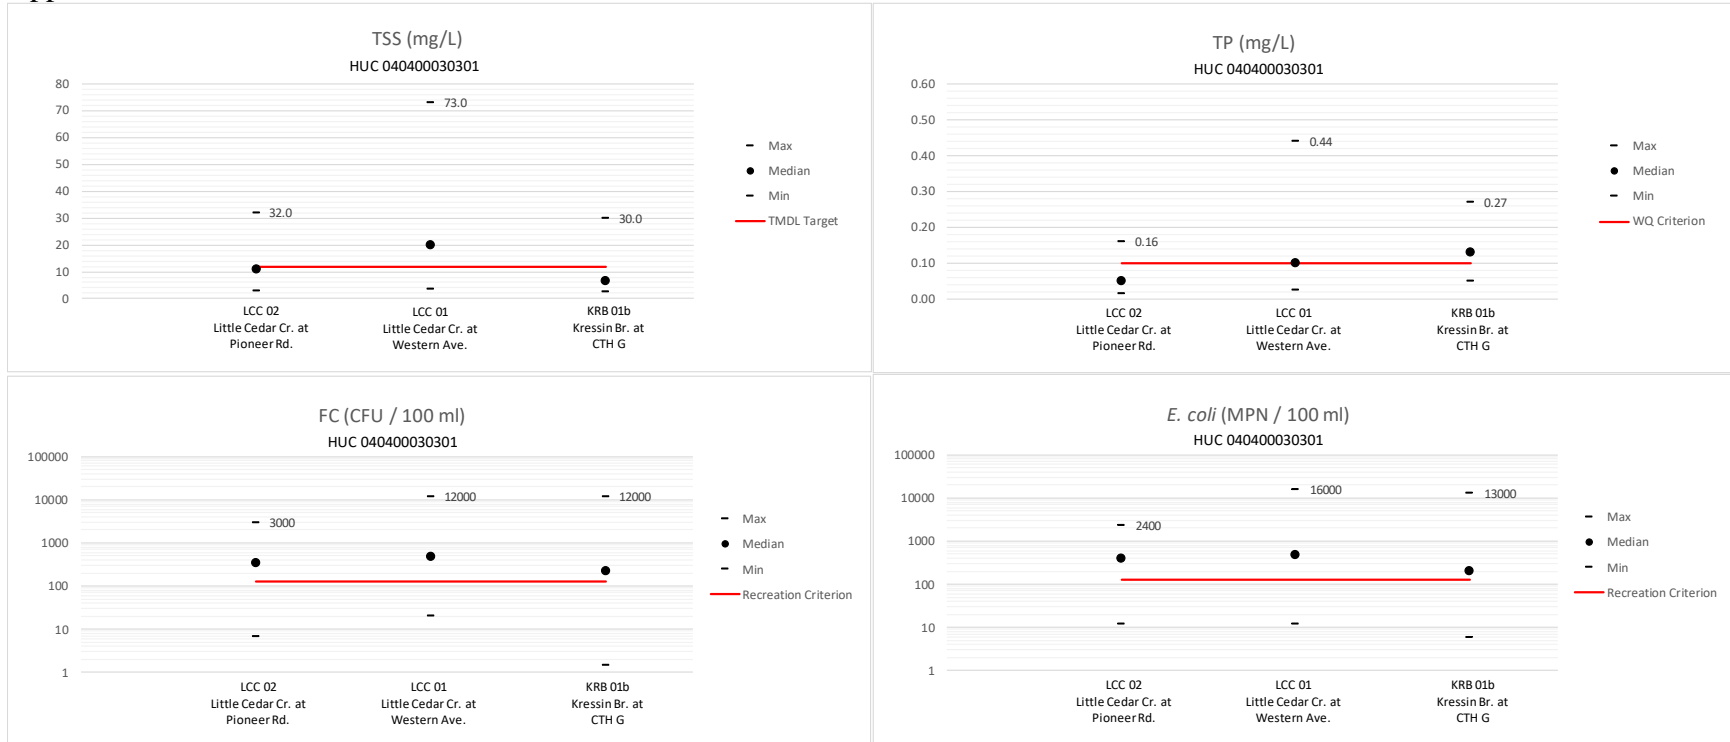 TSS (mg/L)
HUC 040400030301
80
70
60
50
40
30
20
10
0
73.0
32.0
30.0
LCC 02
Little Cedar Cr. at
Pioneer Rd.
LCC 01
Little Cedar Cr. at
Western Ave.
KRB 01b
Kressin Br. at
CTH G
Max
Median
Min
TMDL Target
TP (mg/L)
HUC 040400030301
0.60
0.50
0.40
0.30
0.20
0.10
0.00
0.16
0.44
0.27
LCC 02
Little Cedar Cr. at
Pioneer Rd.
LCC 01
Little Cedar Cr. at
Western Ave.
KRB 01b
Kressin Br. at
CTH G
Max
Median
Min
WQ Criterion
FC (CFU / 100 ml)
HUC 040400030301
100000
10000
1000
100
10
1
3000
12000
12000
LCC 02
Little Cedar Cr. at
Pioneer Rd.
LCC 01
Little Cedar Cr. at
Western Ave.
KRB 01b
Kressin Br. at
CTH G
Max
Median
Min
Recreation Criterion
E. coli (MPN / 100 ml)
HUC 040400030301
100000
10000
1000
100
10
1
2400
16000
13000
LCC 02
Little Cedar Cr. at
Pioneer Rd.
LCC 01
Little Cedar Cr. at
Western Ave.
KRB 01b
Kressin Br. at
CTH G
Max
Median
Min
Recreation Criterion